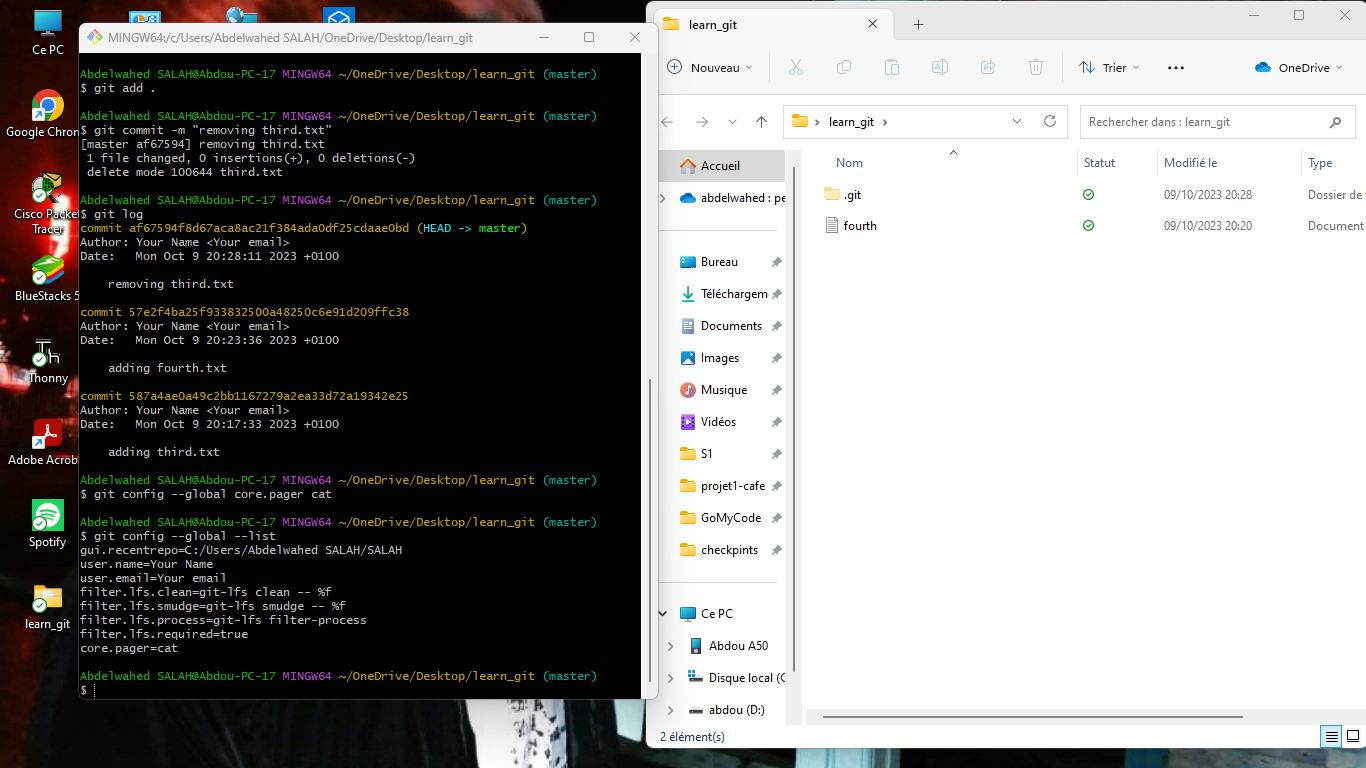 Ce PC
Google Chron
Cisco Packet
Tracer
BlueStacks 5
Thonny
Adobe Acrob
Spotify
learn_git
MINGW64:/c/Users/Abdelwahed SALAH/OneDrive/Desktop/learn_git
Abdelwahed SALAH@Abdou-PC-17 MINGW64 ~/OneDrive/Desktop/learn_git (master)
$ git add .
Abdelwahed SALAH@Abdou-PC-17 MINGW64 ~/OneDrive/Desktop/learn_git (master)
$ git commit -m "removing third.txt"
[master af67594] removing third.txt
1 file changed, 0 insertions(+), 0 deletions(-)
delete mode 100644 third.txt
Abdelwahed SALAH@Abdou-PC-17 MINGW64 ~/OneDrive/Desktop/learn_git (master)
$ git log
commit af67594f8d67aca8ac21f384ada0df25cdaae0bd (HEAD -> master)
Author: Your Name <Your email>
Date:   Mon Oct 9 20:28:11 2023 +0100
removing third.txt
commit 57e2f4ba25f933832500a48250c6e91d209ffc38
Author: Your Name <Your email>
Date:   Mon Oct 9 20:23:36 2023 +0100
adding fourth.txt
commit 587a4ae0a49c2bb1167279a2ea33d72a19342e25
Author: Your Name <Your email>
Date:   Mon Oct 9 20:17:33 2023 +0100
adding third.txt
Abdelwahed SALAH@Abdou-PC-17 MINGW64 ~/OneDrive/Desktop/learn_git (master)
$ git config --global core.pager cat
Abdelwahed SALAH@Abdou-PC-17 MINGW64 ~/OneDrive/Desktop/learn_git (master)
$ git config --global --list
gui.recentrepo=C:/Users/Abdelwahed SALAH/SALAH
user.name=Your Name
user.email=Your email
filter.lfs.clean=git-lfs clean -- %f
filter.lfs.smudge=git-lfs smudge -- %f
filter.lfs.process=git-lfs filter-process
filter.lfs.required=true
core.pager=cat
Abdelwahed SALAH@Abdou-PC-17 MINGW64 ~/OneDrive/Desktop/learn_git (master)
$
learn_git
Nouveau
Trier
OneDrive
learn_git
Rechercher dans : learn_git
Accueil
abdelwahed : pe
Bureau
Téléchargem
Documents
Images
Musique
Vidéos
S1
projet1-cafe
GoMyCode
checkpints
Ce PC
Abdou A50
Disque local (C
abdou (D:)
Nom Statut Modifié le Type
.git 09/10/2023 20:28 Dossier de
fourth 09/10/2023 20:20 Document
2 élément(s)